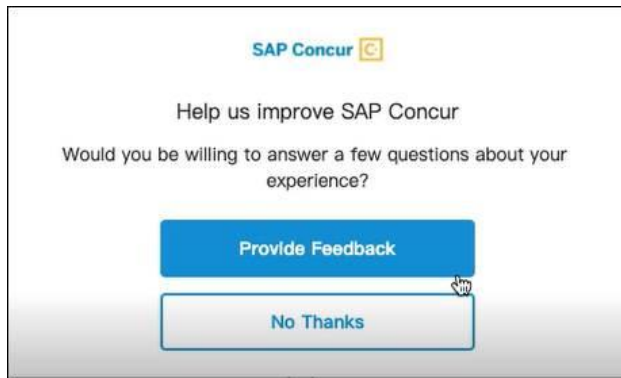 SAP Concur C
Help us improve SAP Concur
Would you be willing to answer a few questions about your
experience?
Provide Feedback
No Thanks